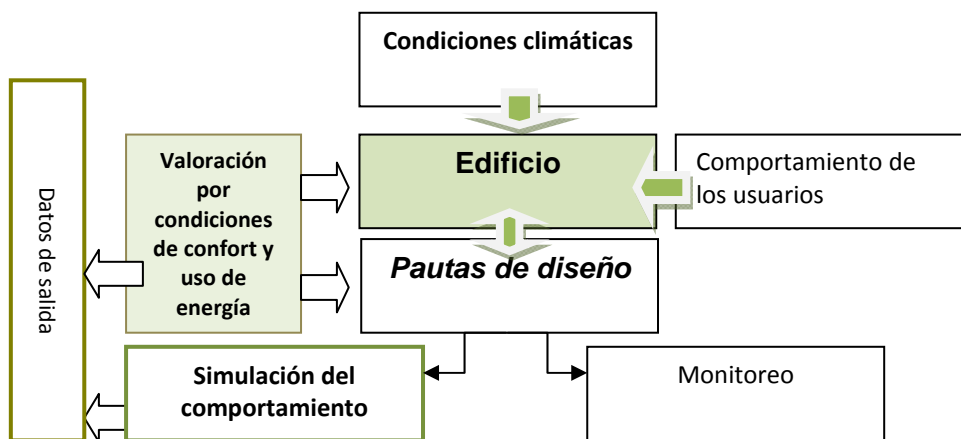 Condiciones climáticas
Datos de salida
Valoración
por
condiciones
de confort y
uso de
energía
Edificio
Comportamiento de
los usuarios
Pautas de diseño
Simulación del
comportamiento
Monitoreo